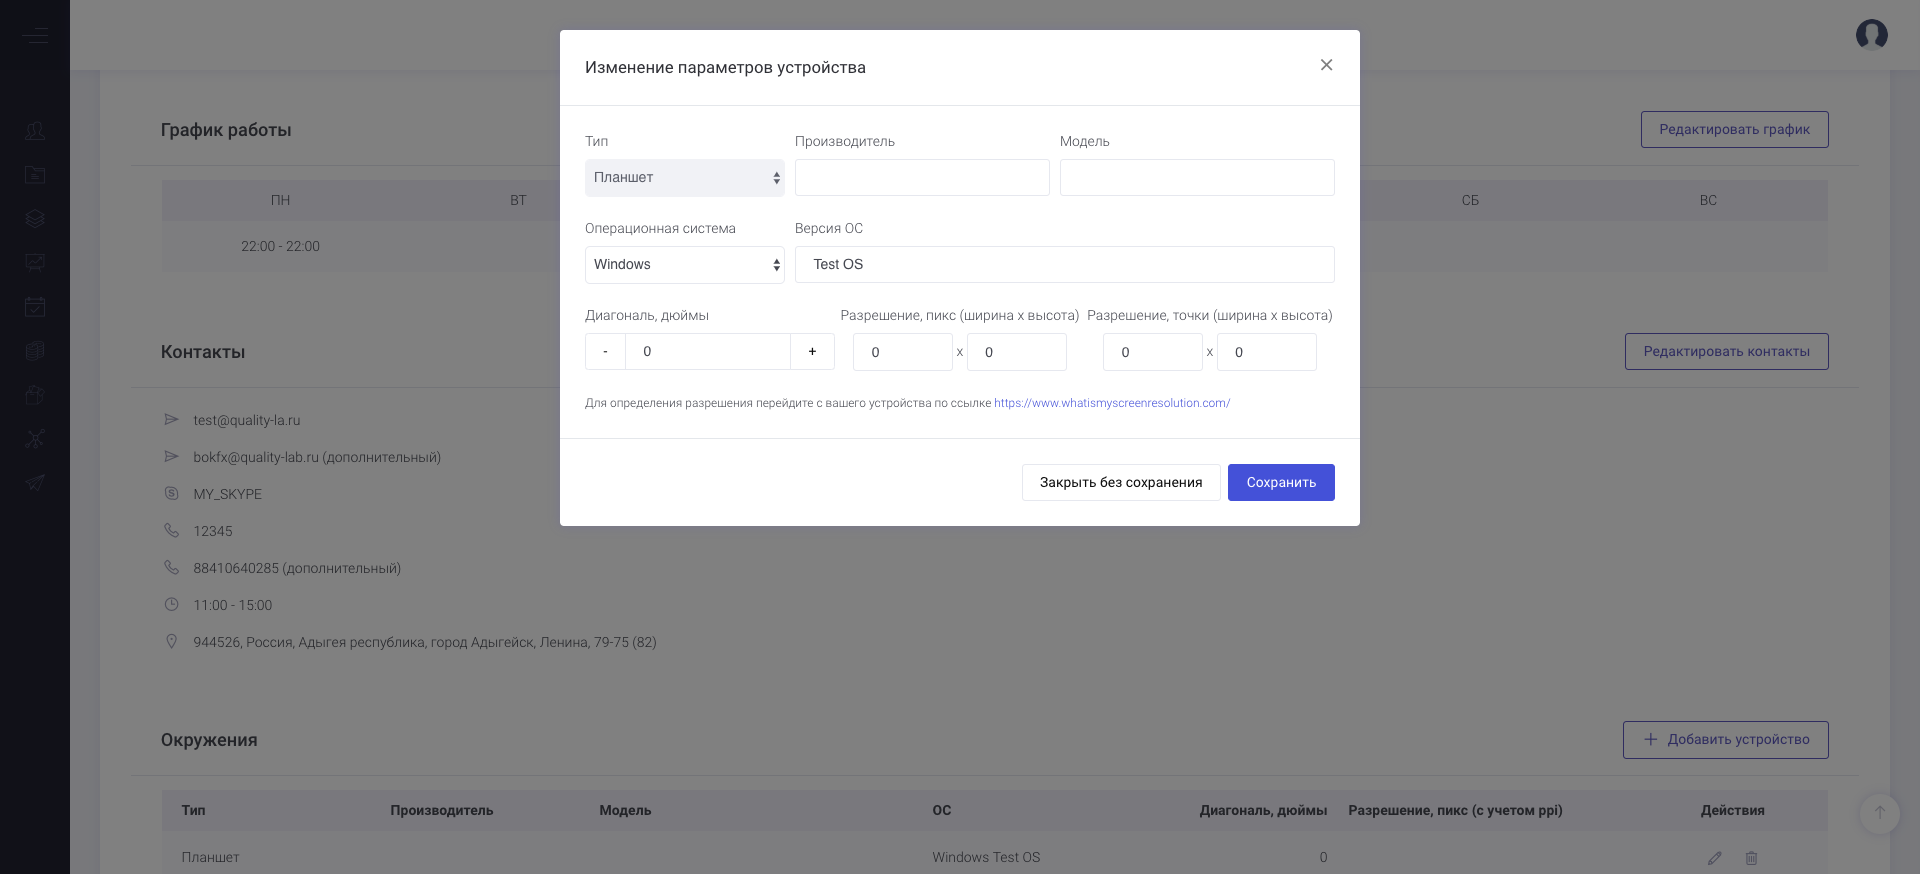 Изменение параметров устройства
Тип Производитель Модель
Планшет
Операционная система Версия ОС
Windows Test OS
Диагональ, дюймы Разрешение, пикс (ширина x высота) Разрешение, точки (ширина x высота)
- 0 + 0 x 0 0 x 0
Для определения разрешения перейдите с вашего устройства по ссылке https://www.whatismyscreenresolution.com/
Закрыть без сохранения Сохранить
График работы Редактировать график
ПН ВТ СБ ВС
22:00 - 22:00
Контакты Редактировать контакты
test@quality-la.ru
bokfx@quality-lab.ru (дополнительный)
MY_SKYPE
12345
88410640285 (дополнительный)
11:00 - 15:00
944526, Россия, Адыгея республика, город Адыгейск, Ленина, 79-75 (82)
Окружения Добавить устройство
Тип Производитель Модель ОС Диагональ, дюймы Разрешение, пикс (с учетом ppi) Действия
Планшет Windows Test OS 0